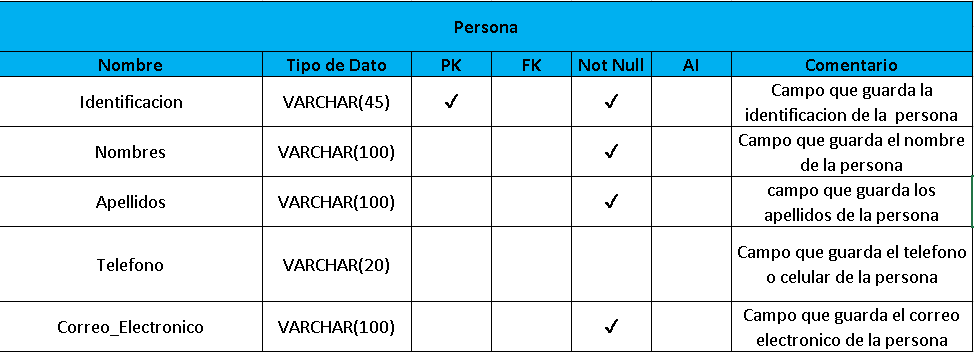 Persona
Nombre Tipo de Dato PK FK Not Null AI Comentario
Identificacion VARCHAR(45) ✓ ✓ Campo que guarda la
identificacion de la persona
Nombres VARCHAR(100) ✓ Campo que guarda el nombre
de la persona
Apellidos VARCHAR(100) ✓ campo que guarda los
apellidos de la persona
Telefono VARCHAR(20) Campo que guarda el telefono
o celular de la persona
Correo_Electronico VARCHAR(100) ✓ Campo que guarda el correo
electronico de la persona